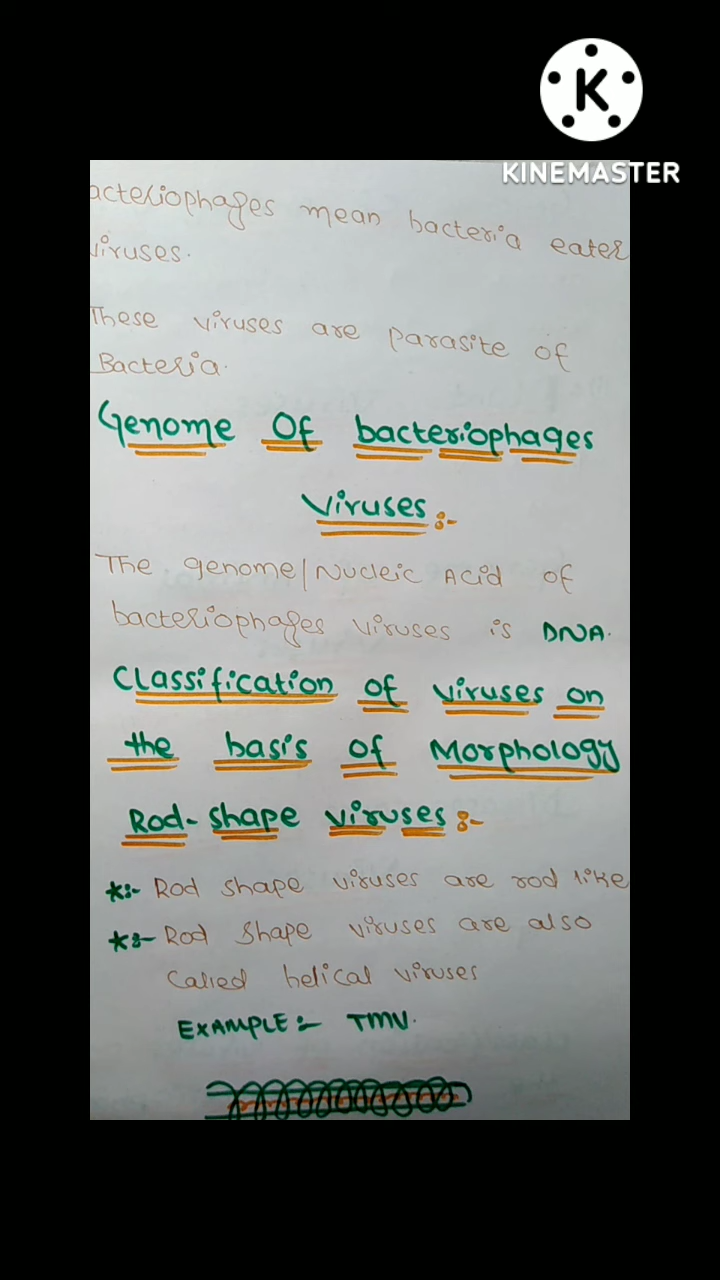 K
KINEMASTER
acteriophages mean bacteria eater
viruses.
These viruses are parasite of
Bacteria.
Genome Of bacteriophages
Viruses:-
The genome/Nucleic Acid of
bacteriophages viruses is DNA.
Classification of viruses on
the basis of Morphology
Rod-shape viruses:-
*:- Rod shape viruses are rod like
*:- Rod shape viruses are also
called helical viruses
EXAMPLE:- TMV.